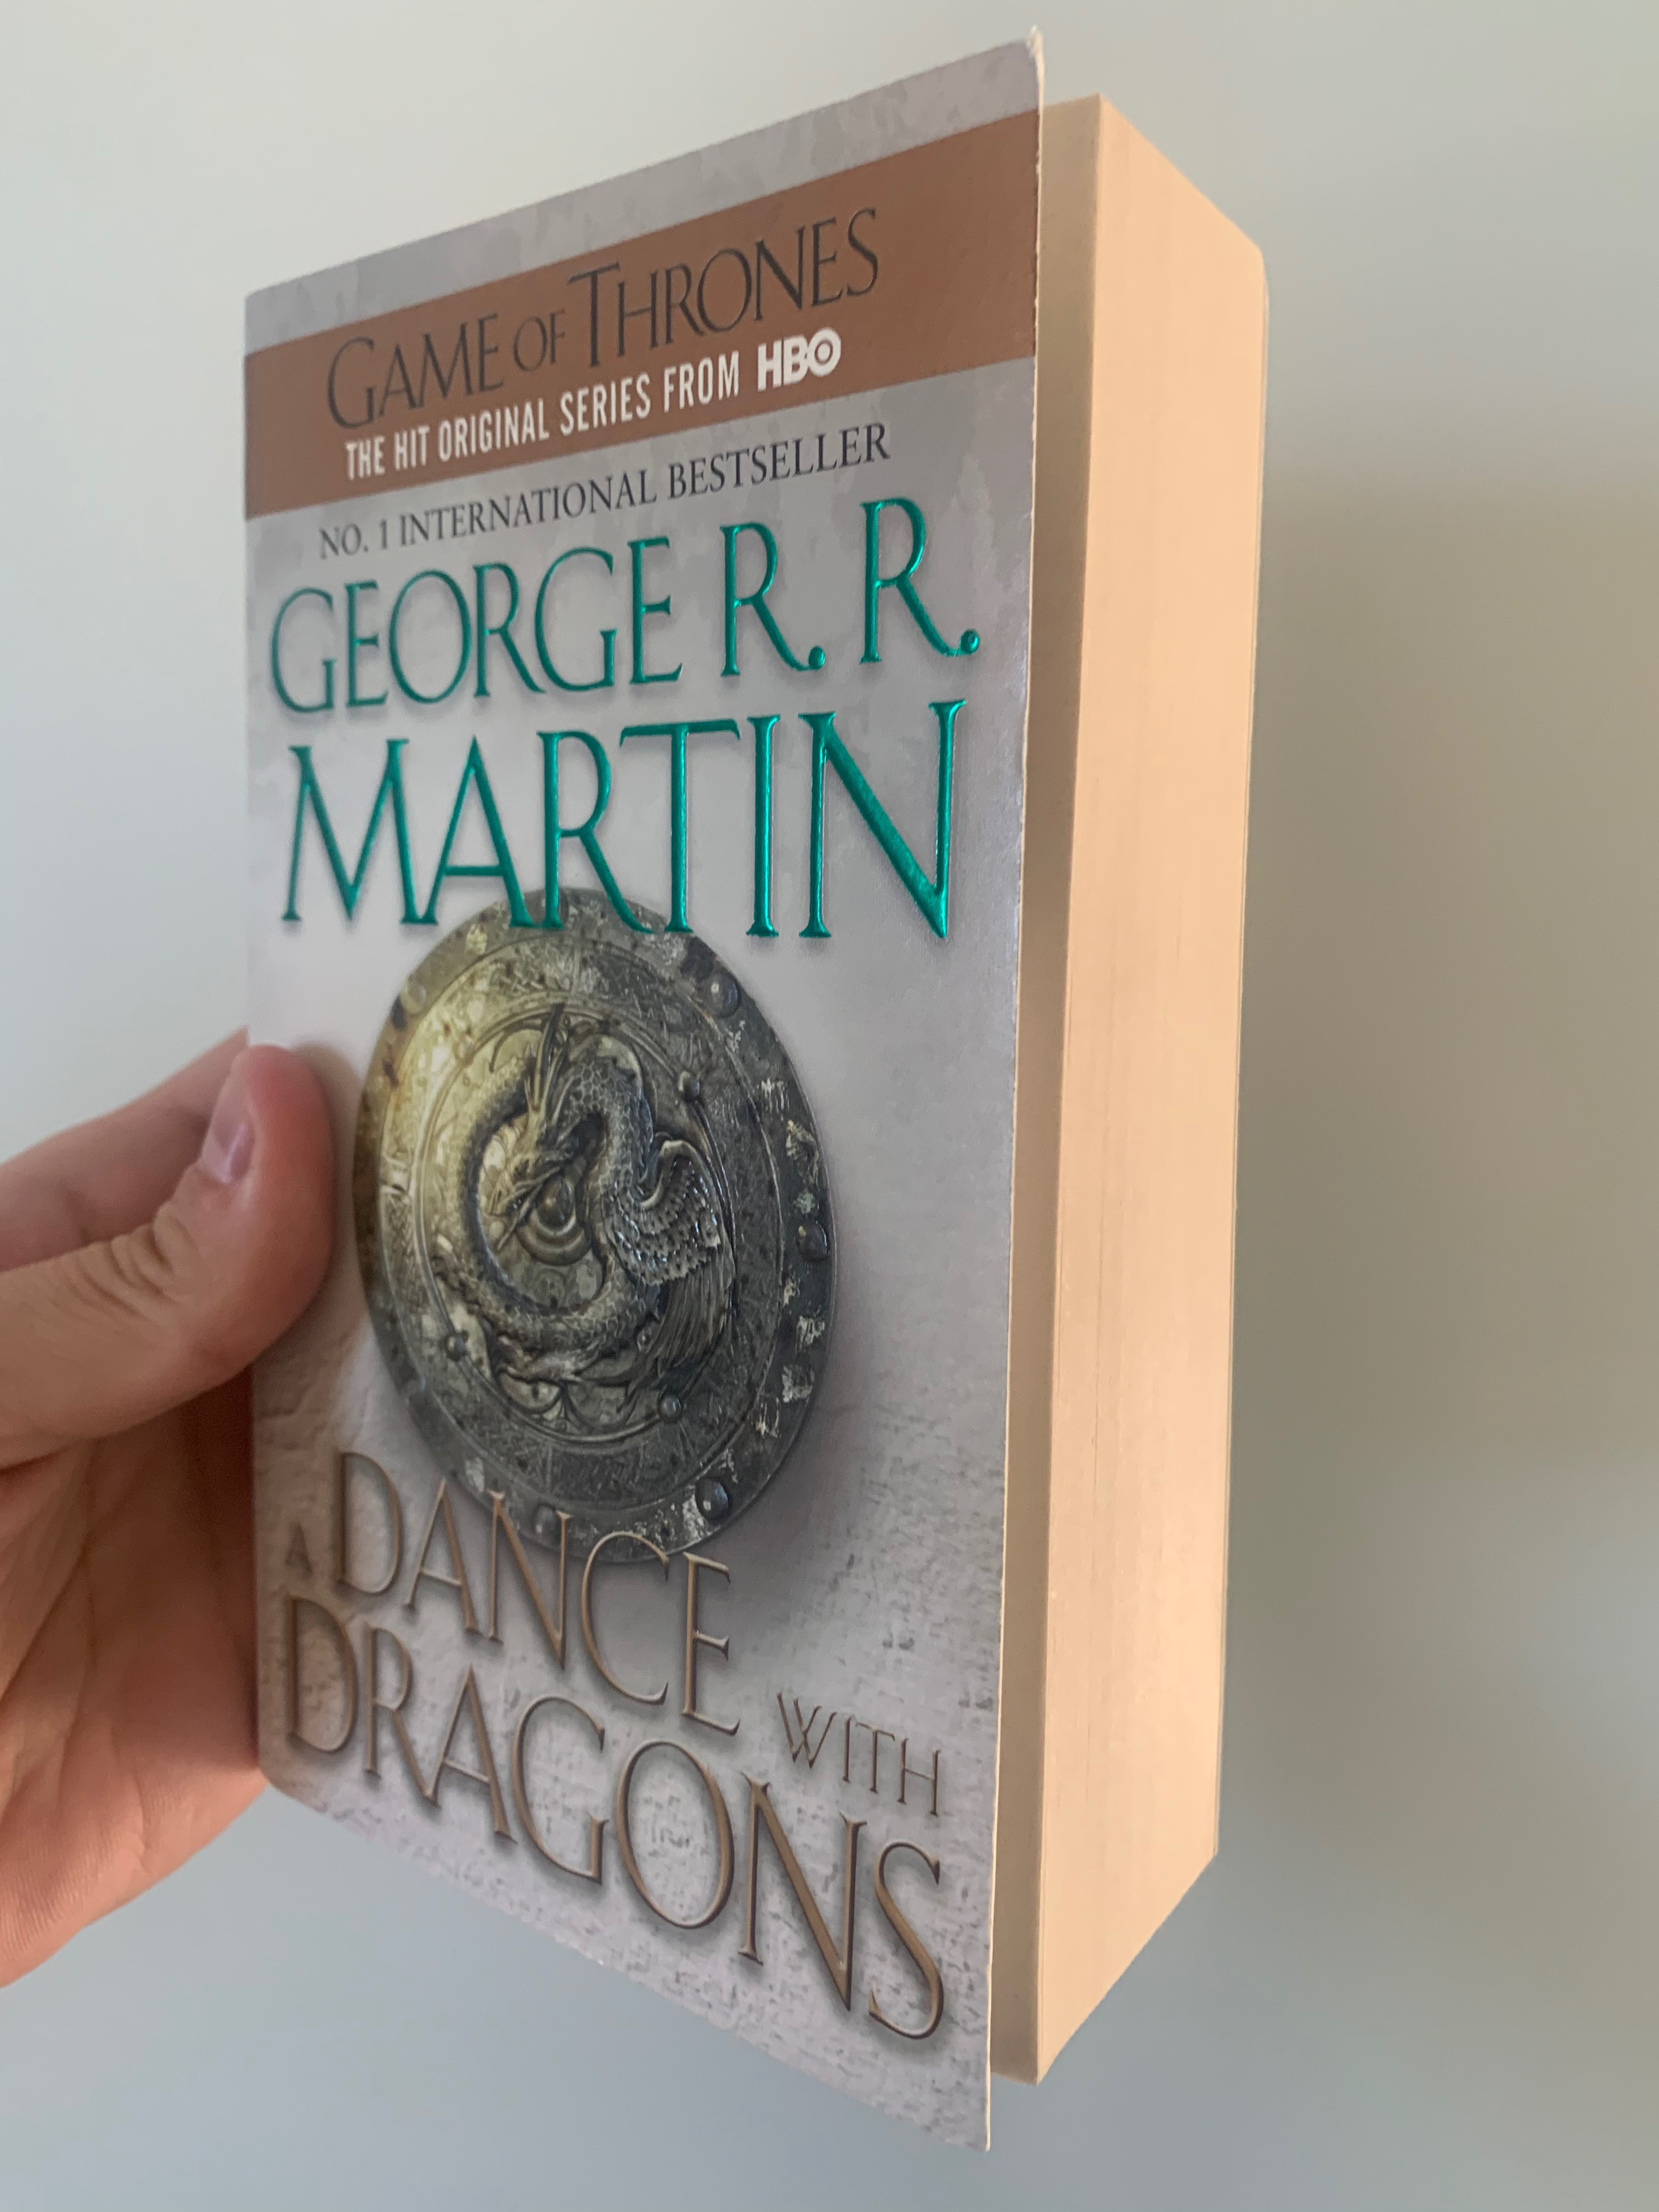 GAME OF THRONES
THE HIT ORIGINAL SERIES FROM HBO
NO. 1 INTERNATIONAL BESTSELLER
GEORGE R. R.
MARTIN
A DANCE WITH
DRAGONS